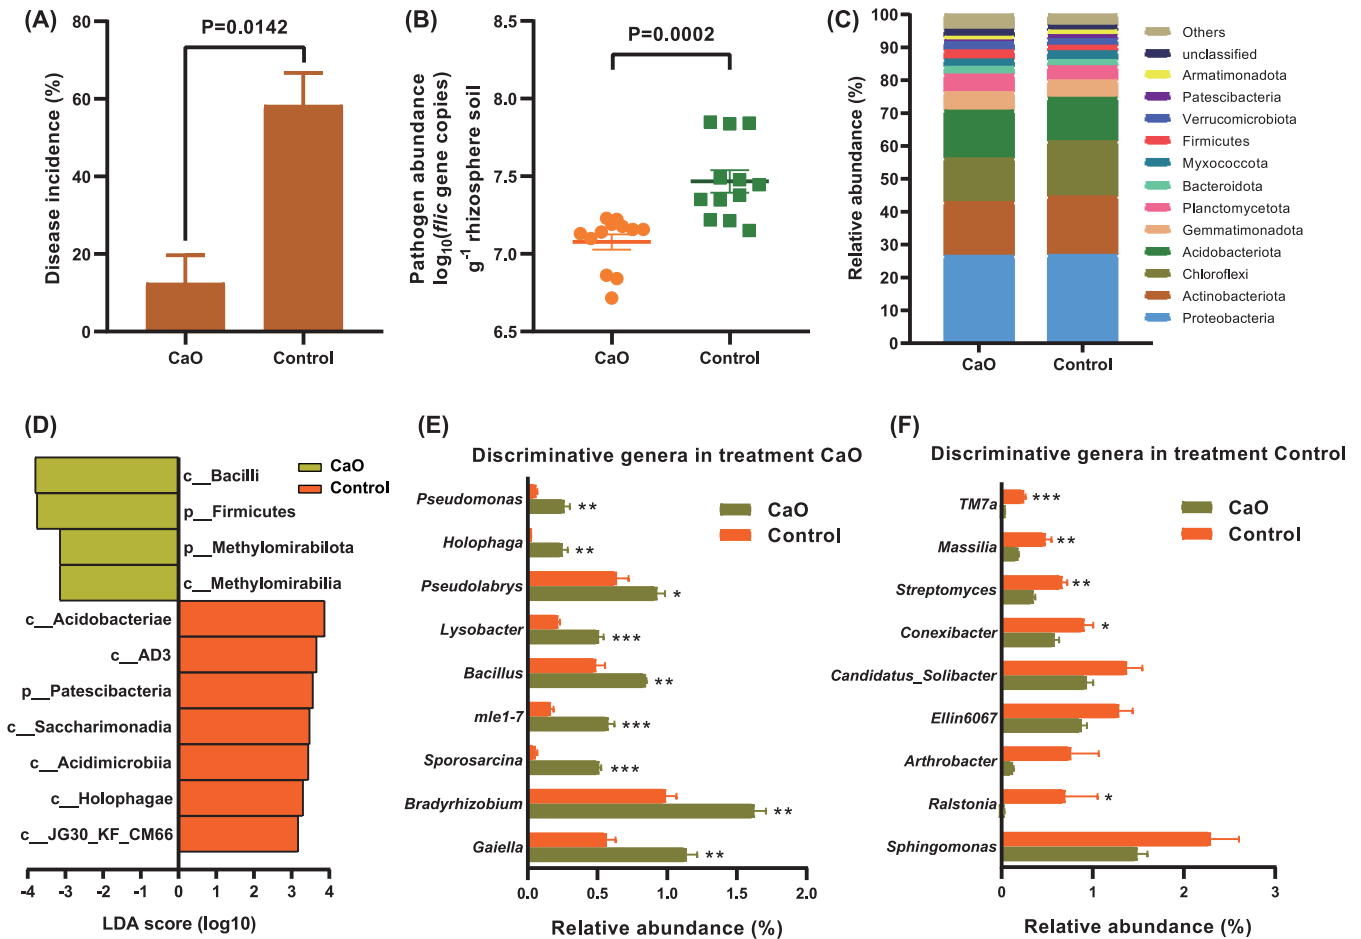 (A)
Disease incidence (%)
80
60
40
20
0
P=0.0142
CaO
Control
(B)
Pathogen abundance
log10(flic gene copies)
g-1 rhizosphere soil
8.5
8.0
7.5
7.0
6.5
P=0.0002
CaO
Control
(C)
Relative abundance (%)
100
90
80
70
60
50
40
30
20
10
0
CaO
Control
Others
unclassified
Armatimonadota
Patescibacteria
Verrucomicrobiota
Firmicutes
Myxococcota
Bacteroidota
Planctomycetota
Gemmatimonadota
Acidobacteriota
Chloroflexi
Actinobacteriota
Proteobacteria
(D)
CaO
Control
c__Bacilli
p__Firmicutes
p__Methylomirabilota
c__Methylomirabilia
c__Acidobacteriae
c__AD3
p__Patescibacteria
c__Saccharimonadia
c__Acidimicrobiia
c__Holophagae
c__JG30_KF_CM66
-4 -3 -2 -1 0 1 2 3 4
LDA score (log10)
(E)
Discriminative genera in treatment CaO
CaO
Control
Pseudomonas **
Holophaga **
Pseudolabrys *
Lysobacter ***
Bacillus **
mle1-7 ***
Sporosarcina ***
Bradyrhizobium **
Gaiella **
0.0 0.5 1.0 1.5 2.0
Relative abundance (%)
(F)
Discriminative genera in treatment Control
CaO
Control
TM7a ***
Massilia **
Streptomyces **
Conexibacter *
Candidatus_Solibacter
Ellin6067
Arthrobacter
Ralstonia *
Sphingomonas
0 1 2 3
Relative abundance (%)